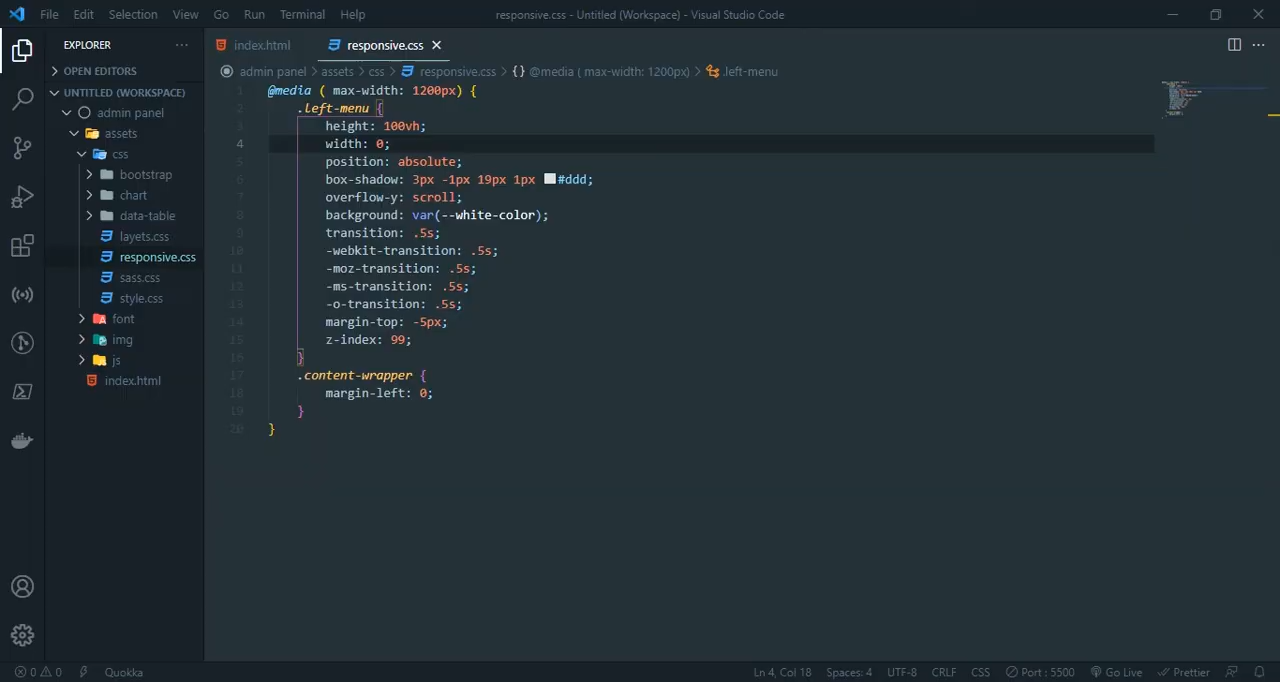 File Edit Selection View Go Run Terminal Help responsive.css - Untitled (Workspace) - Visual Studio Code
EXPLORER
OPEN EDITORS
UNTITLED (WORKSPACE)
admin panel
assets
css
bootstrap
chart
data-table
layets.css
responsive.css
sass.css
style.css
font
img
js
index.html
index.html responsive.css
admin panel > assets > css > responsive.css > {} @media ( max-width: 1200px) > .left-menu
1 @media ( max-width: 1200px) {
2 .left-menu {
3 height: 100vh;
4 width: 0;
5 position: absolute;
6 box-shadow: 3px -1px 19px 1px #ddd;
7 overflow-y: scroll;
8 background: var(--white-color);
9 transition: .5s;
10 -webkit-transition: .5s;
11 -moz-transition: .5s;
12 -ms-transition: .5s;
13 -o-transition: .5s;
14 margin-top: -5px;
15 z-index: 99;
16 }
17 .content-wrapper {
18 margin-left: 0;
19 }
20 }
0 0 Quokka Ln 4, Col 18 Spaces: 4 UTF-8 CRLF CSS Port : 5500 Go Live Prettier